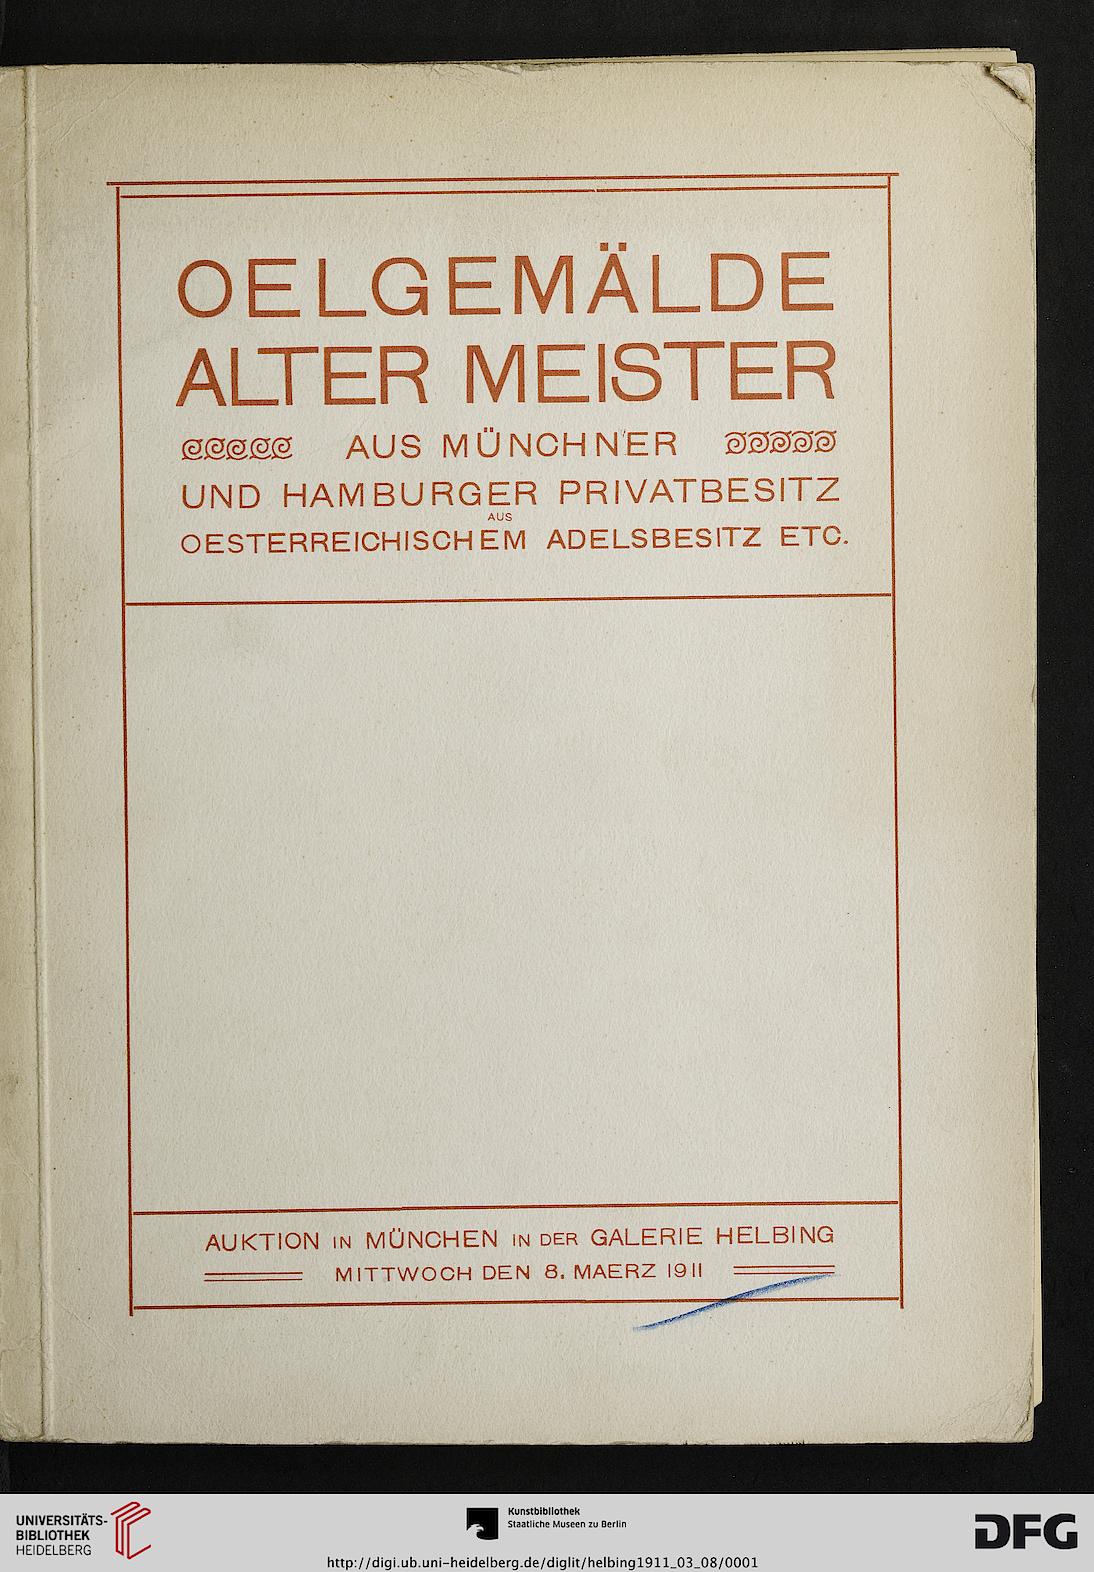 OELGEMÄLDE
ALTER MEISTER
AUS MÜNCHNER
UND HAMBURGER PRIVATBESITZ
AUS
OESTERREICHISCHEM ADELSBESITZ ETC.
AUKTION IN MÜNCHEN IN DER GALERIE HELBING
MITTWOCH DEN 8. MAERZ 1911
UNIVERSITÄTS-
BIBLIOTHEK
HEIDELBERG
Kunstbibliothek
Staatliche Museen zu Berlin
DFG
http://digi.ub.uni-heidelberg.de/diglit/helbing1911_03_08/0001